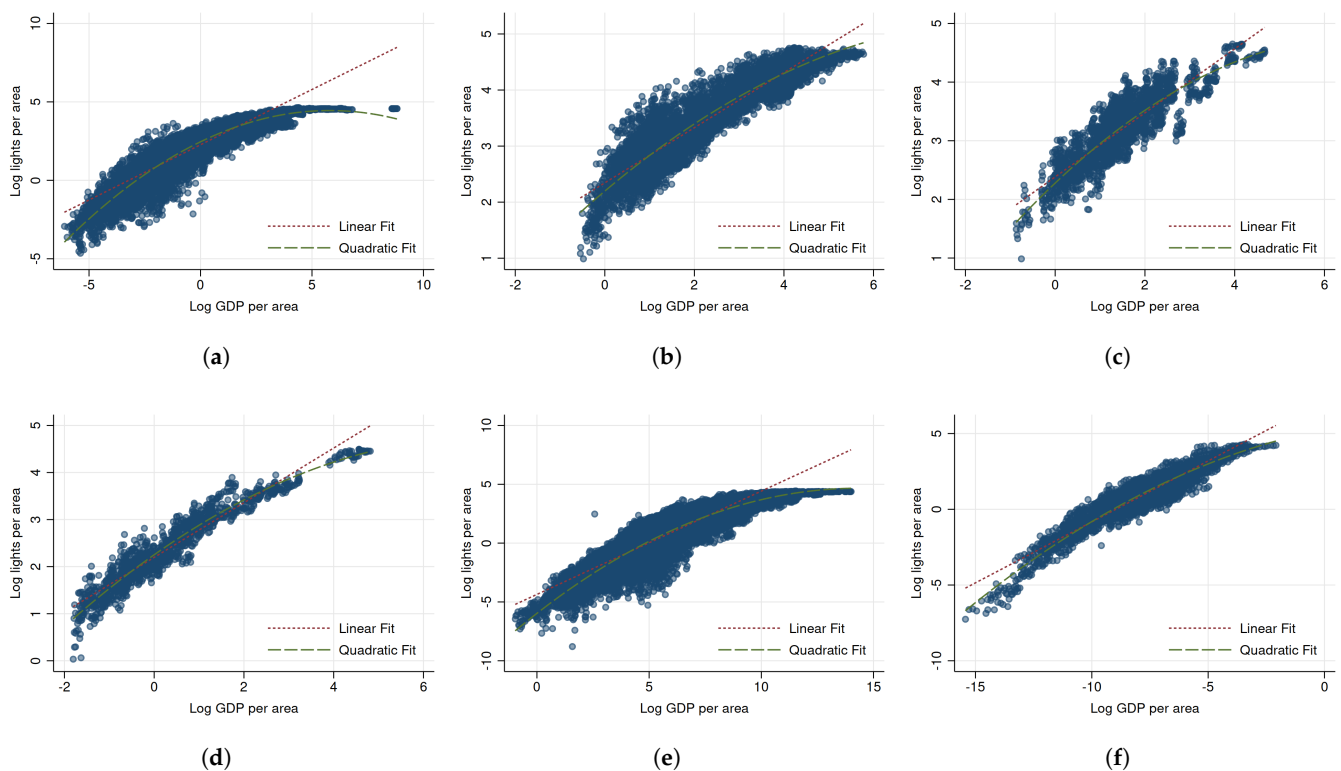 Log lights per area
10
5
0
-5
-5
0
5
10
Log GDP per area
Linear Fit
Quadratic Fit
(a)
Log lights per area
5
4
3
2
1
-2
0
2
4
6
Log GDP per area
Linear Fit
Quadratic Fit
(b)
Log lights per area
5
4
3
2
1
-2
0
2
4
6
Log GDP per area
Linear Fit
Quadratic Fit
(c)
Log lights per area
5
4
3
2
1
0
-2
0
2
4
6
Log GDP per area
Linear Fit
Quadratic Fit
(d)
Log lights per area
10
5
0
-5
-10
0
5
10
15
Log GDP per area
Linear Fit
Quadratic Fit
(e)
Log lights per area
5
0
-5
-10
-15
-10
-5
0
Log GDP per area
Linear Fit
Quadratic Fit
(f)